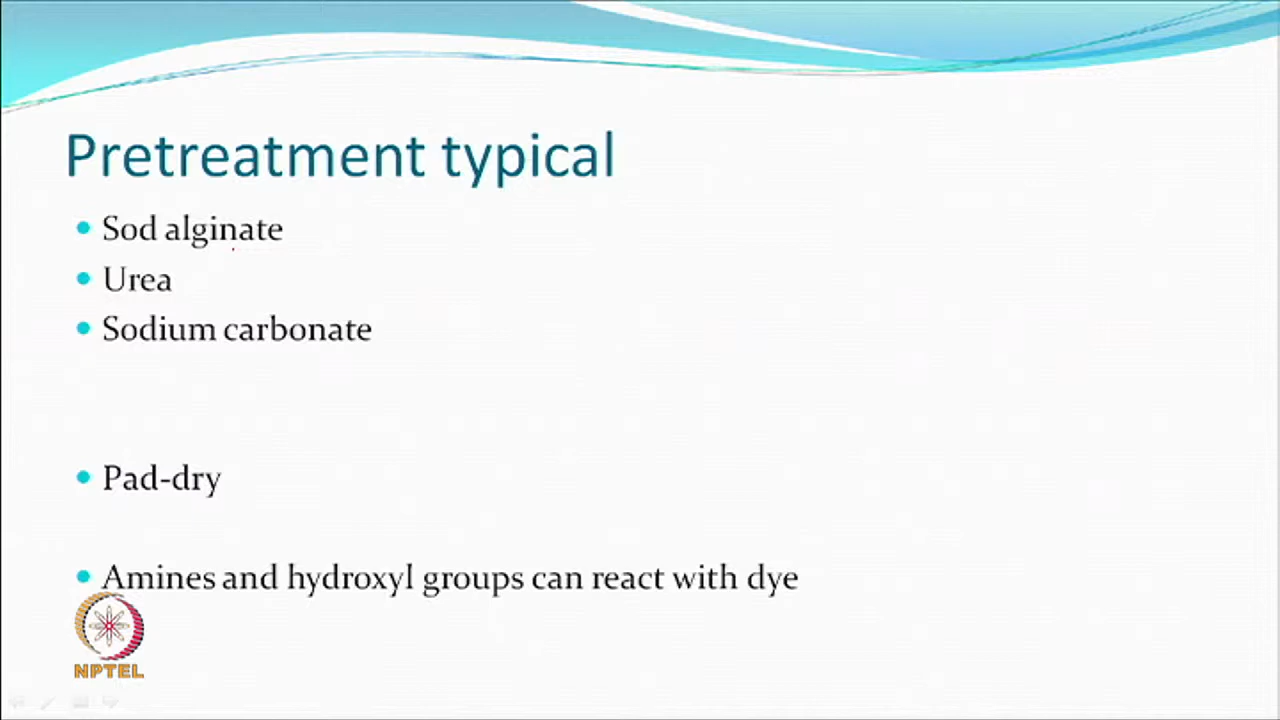 Pretreatment typical
Sod alginate
Urea
Sodium carbonate
Pad-dry
Amines and hydroxyl groups can react with dye
NPTEL